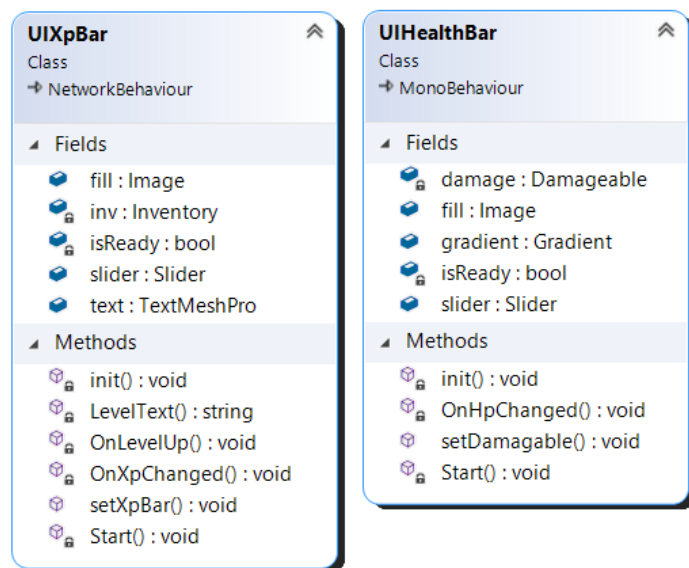 UIXpBar
Class
NetworkBehaviour
Fields
fill : Image
inv : Inventory
isReady : bool
slider : Slider
text : TextMeshPro
Methods
init() : void
LevelText() : string
OnLevelUp() : void
OnXpChanged() : void
setXpBar() : void
Start() : void
UIHealthBar
Class
MonoBehaviour
Fields
damage : Damageable
fill : Image
gradient : Gradient
isReady : bool
slider : Slider
Methods
init() : void
OnHpChanged() : void
setDamagable() : void
Start() : void